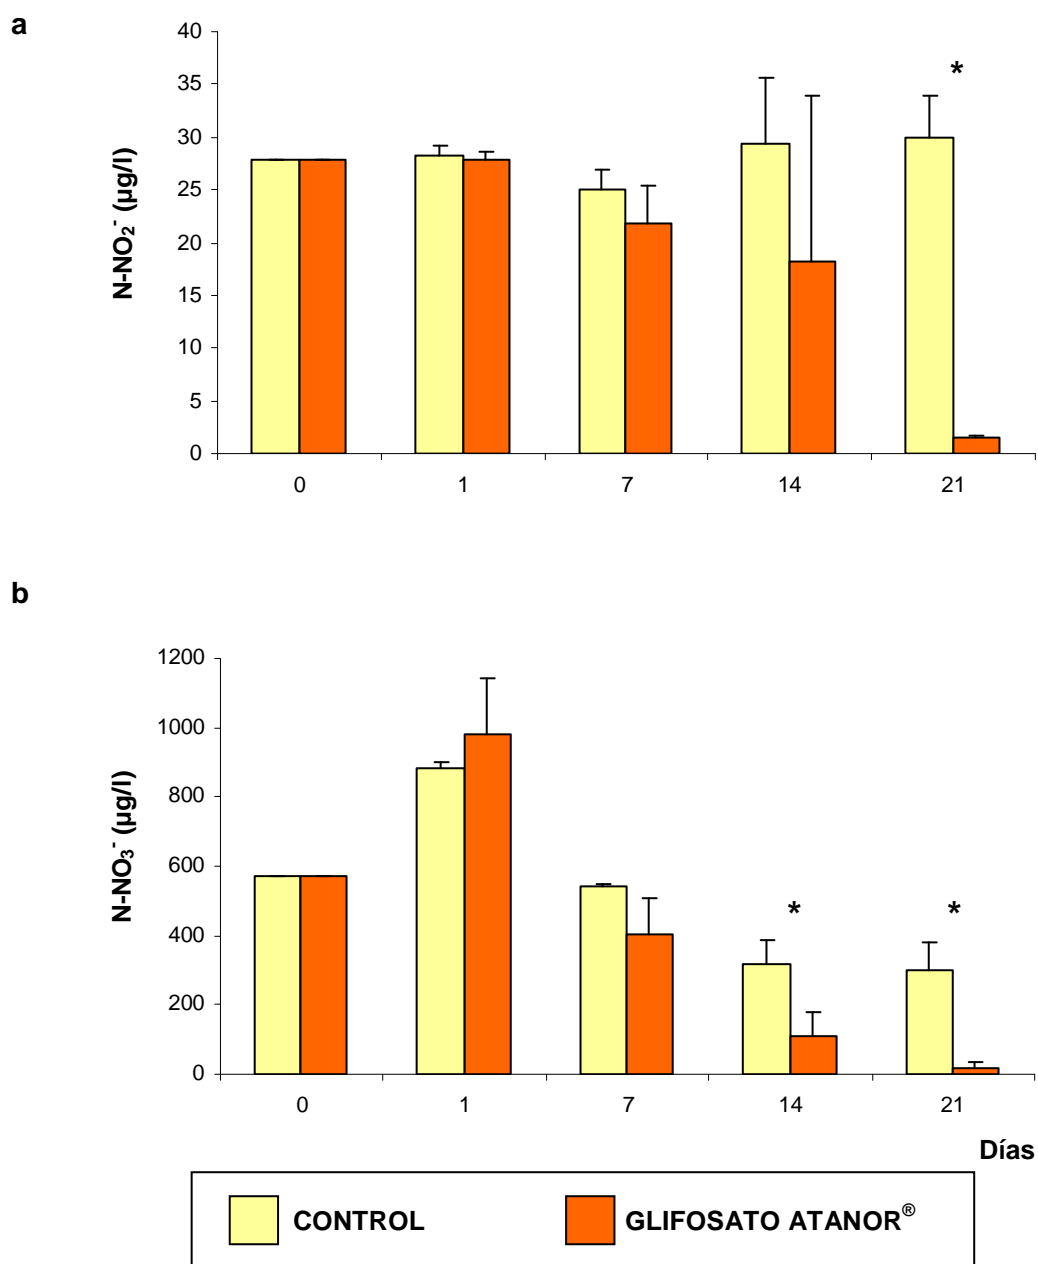 a
N-NO₂⁻ (µg/l)
40
35
30
25
20
15
10
5
0
*
0 1 7 14 21
b
N-NO₃⁻ (µg/l)
1200
1000
800
600
400
200
0
* *
0 1 7 14 21
Días
CONTROL GLIFOSATO ATANOR®